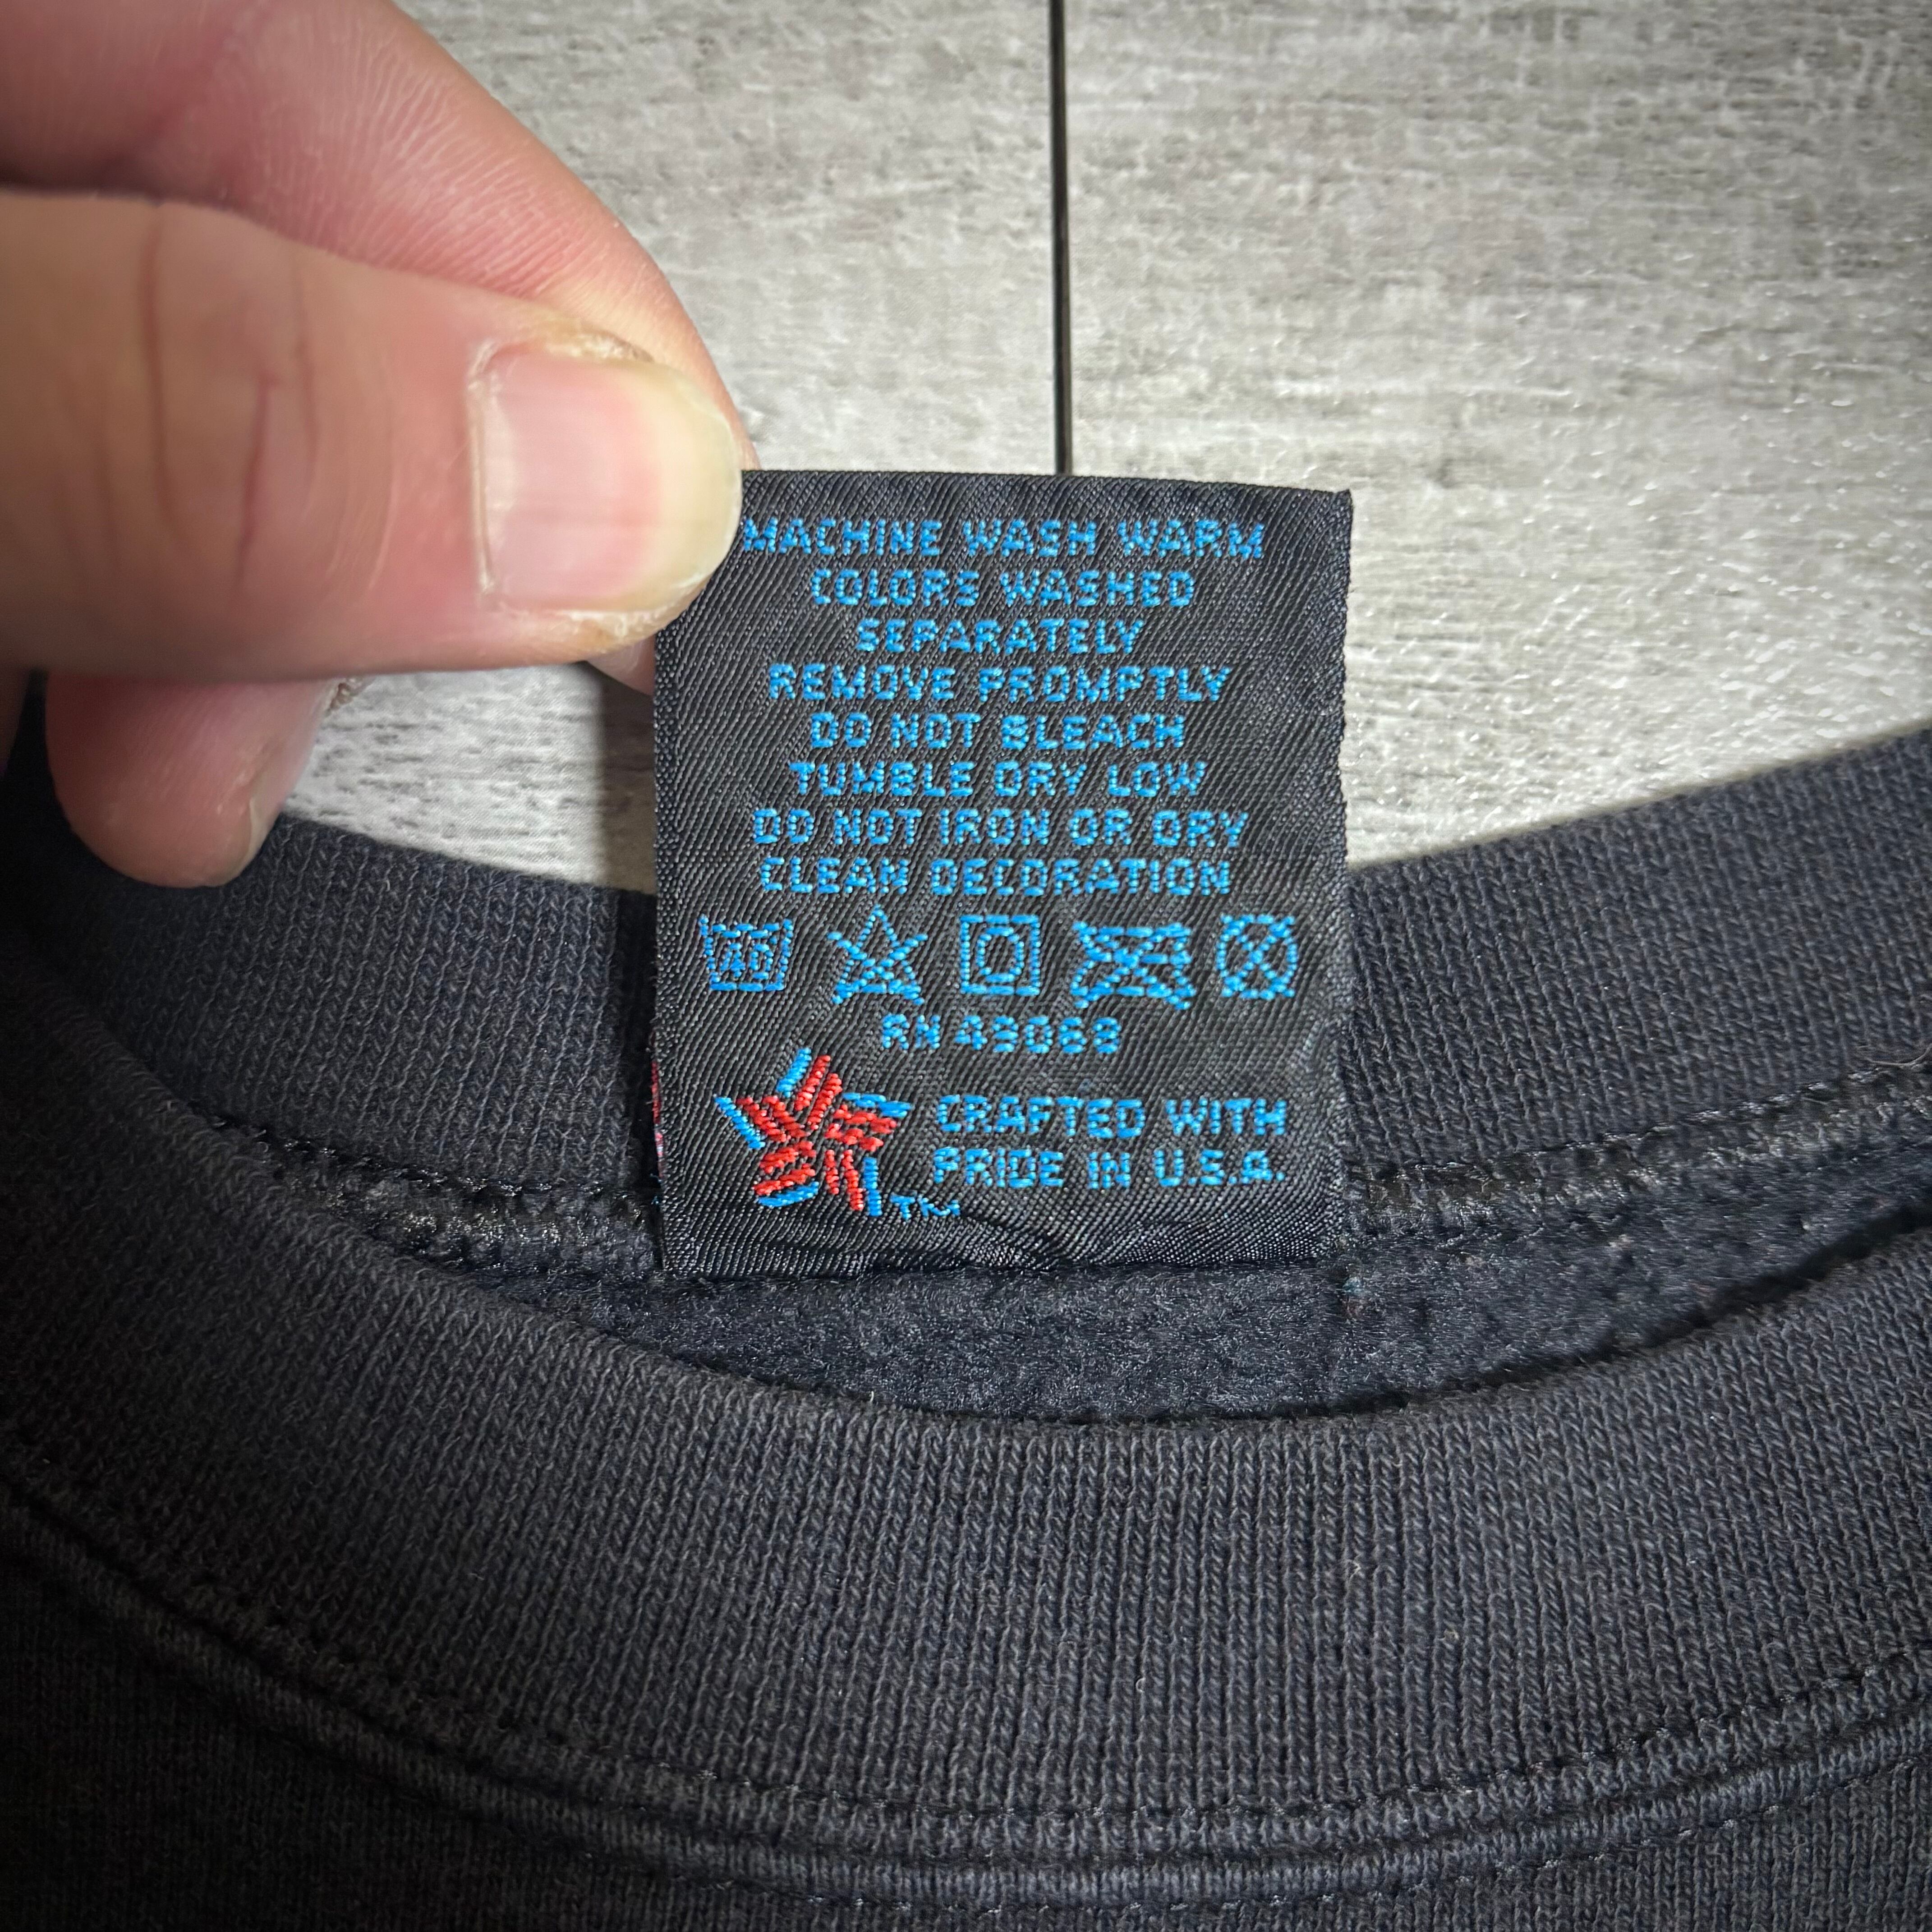 MACHINE WASH WARM
COLORS WASHED
SEPARATELY
REMOVE PROMPTLY
DO NOT BLEACH
TUMBLE DRY LOW
DO NOT IRON OR DRY
CLEAN DECORATION
40
RN 49068
CRAFTED WITH
PRIDE IN U.S.A.
TM